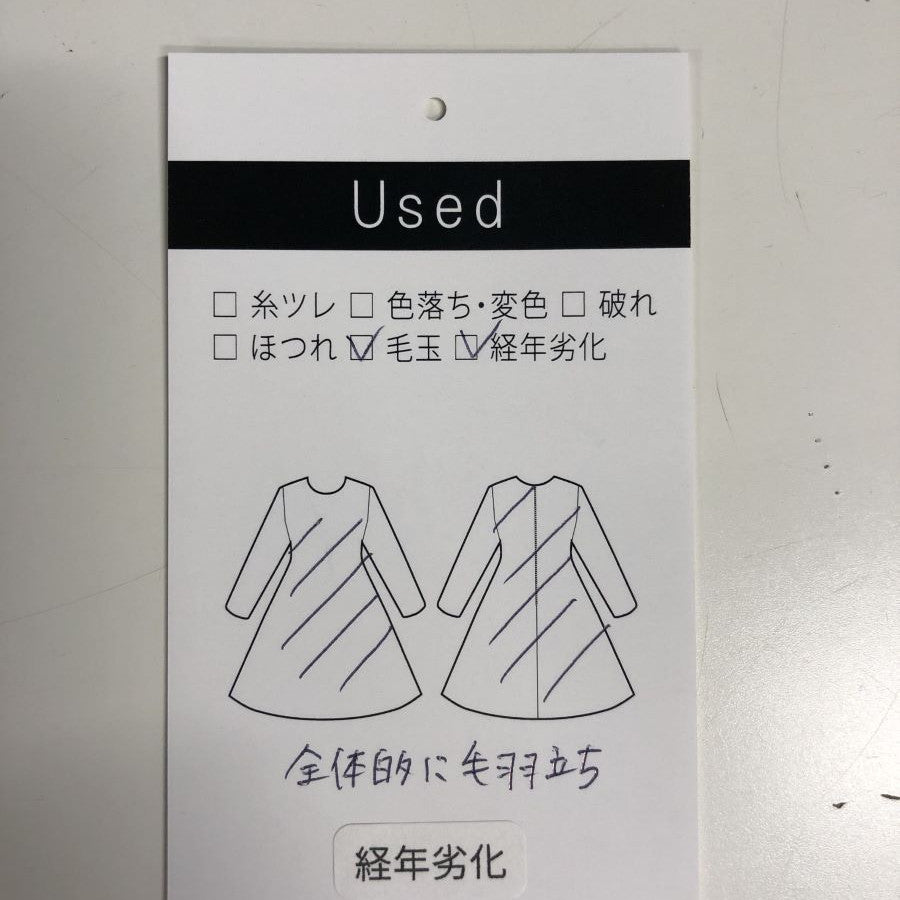 Used
□ 糸ツレ □ 色落ち・変色 □ 破れ
□ ほつれ ☑ 毛玉 ☑ 経年劣化
全体的に毛羽立ち
経年劣化